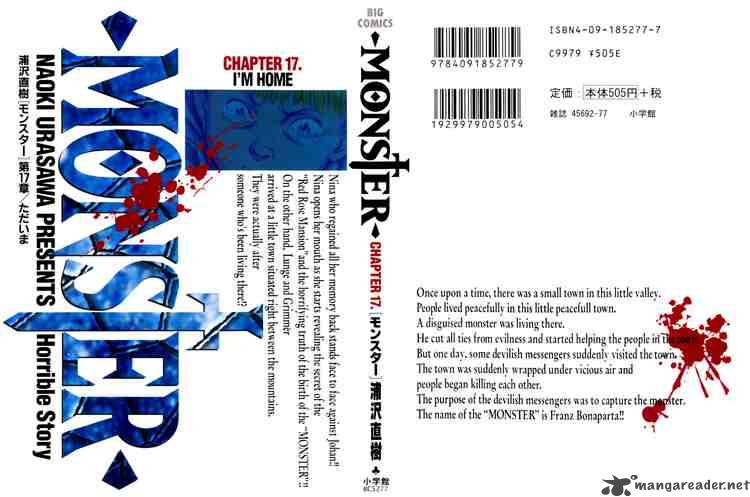 MONSTER
NAOKI URASAWA PRESENTS Horrible Story
浦沢直樹[モンスター]第17章/ただいま
CHAPTER 17.
I'M HOME
Nina who regained all her memory back stands face to face against Johan!!
Nina opens her mouth as she starts revealing the secret of the
"Red Rose Mansion" and the horrifying truth of the birth of the "MONSTER"!!
On the other hand, Lunge and Grimmer
arrived at a little town situated right between the mountains.
They were actually after
someone who's been living there!?
BIG
COMICS
MONSTER
CHAPTER 17.
[モンスター]
浦沢直樹
小学館
BC5277
9784091852779
1929979005054
ISBN4-09-185277-7
C9979 ¥505E
定価：本体505円+税
雑誌 45692-77 小学館
Once upon a time, there was a small town in this little valley.
People lived peacefully in this little peacefull town.
A disguised monster was living there.
He cut all ties from evilness and started helping the people in the town.
But one day, some devilish messengers suddenly visited the town.
The town was suddenly wrapped under vicious air and
people began killing each other.
The purpose of the devilish messengers was to capture the monster.
The name of the "MONSTER" is Franz Bonaparta!!
mangareader.net